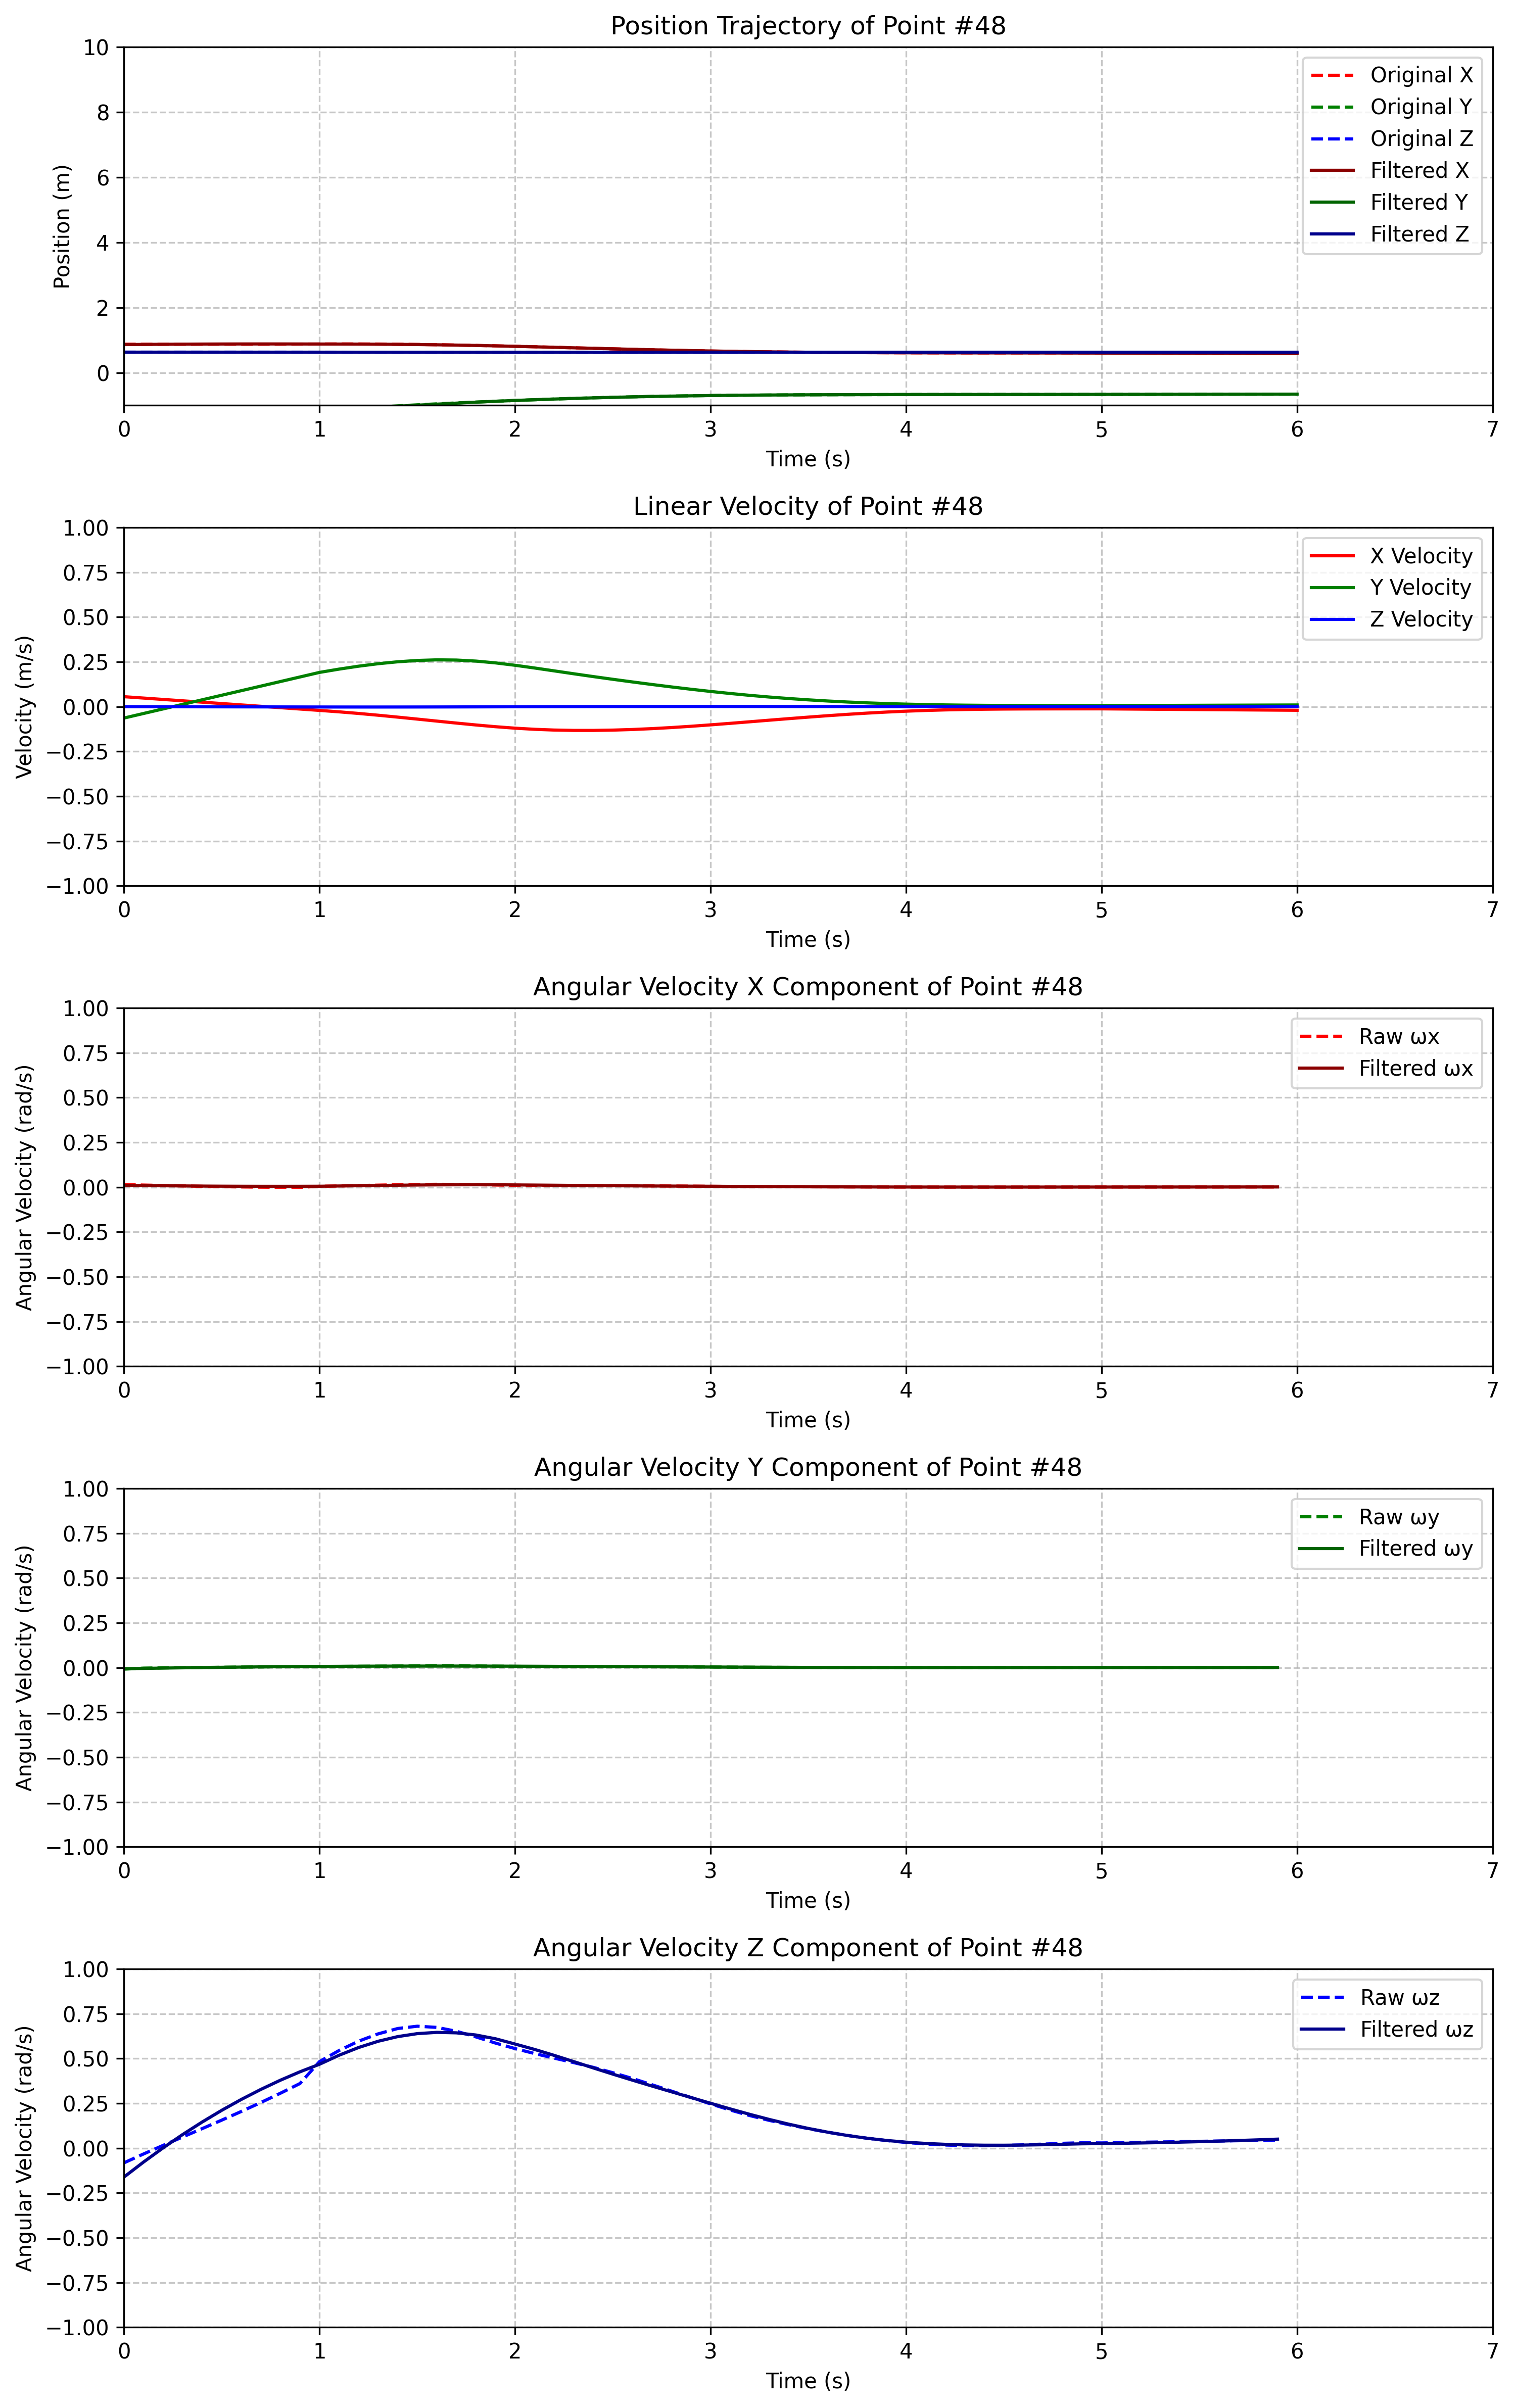 Position Trajectory of Point #48
10
8
6
4
2
0
Position (m)
Original X
Original Y
Original Z
Filtered X
Filtered Y
Filtered Z
0 1 2 3 4 5 6 7
Time (s)
Linear Velocity of Point #48
1.00
0.75
0.50
0.25
0.00
−0.25
−0.50
−0.75
−1.00
Velocity (m/s)
X Velocity
Y Velocity
Z Velocity
0 1 2 3 4 5 6 7
Time (s)
Angular Velocity X Component of Point #48
1.00
0.75
0.50
0.25
0.00
−0.25
−0.50
−0.75
−1.00
Angular Velocity (rad/s)
Raw ωx
Filtered ωx
0 1 2 3 4 5 6 7
Time (s)
Angular Velocity Y Component of Point #48
1.00
0.75
0.50
0.25
0.00
−0.25
−0.50
−0.75
−1.00
Angular Velocity (rad/s)
Raw ωy
Filtered ωy
0 1 2 3 4 5 6 7
Time (s)
Angular Velocity Z Component of Point #48
1.00
0.75
0.50
0.25
0.00
−0.25
−0.50
−0.75
−1.00
Angular Velocity (rad/s)
Raw ωz
Filtered ωz
0 1 2 3 4 5 6 7
Time (s)